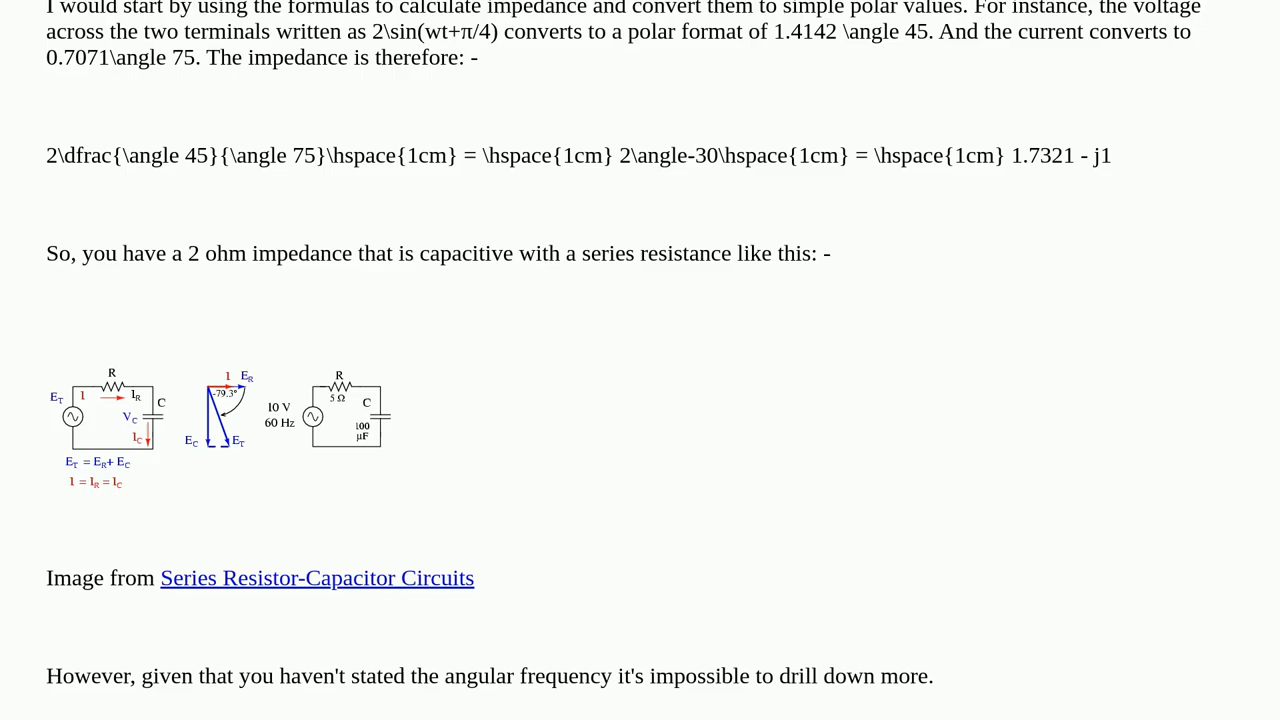 I would start by using the formulas to calculate impedance and convert them to simple polar values. For instance, the voltage
across the two terminals written as 2\sin(wt+π/4) converts to a polar format of 1.4142 \angle 45. And the current converts to
0.7071\angle 75. The impedance is therefore: -
2\dfrac{\angle 45}{\angle 75}\hspace{1cm} = \hspace{1cm} 2\angle-30\hspace{1cm} = \hspace{1cm} 1.7321 - j1
So, you have a 2 ohm impedance that is capacitive with a series resistance like this: -
R
ET I IR C
VC
IC
ET = ER+ EC
I = IR = IC
I ER
-79.3°
EC ET
R
5 Ω C
10 V
60 Hz
100
µF
Image from Series Resistor-Capacitor Circuits
However, given that you haven't stated the angular frequency it's impossible to drill down more.